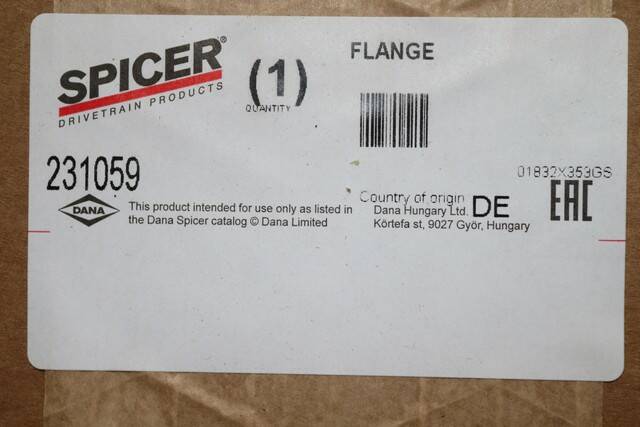 SPICER®
DRIVETRAIN PRODUCTS
(1)
QUANTITY
FLANGE
231059
01832X353GS
DANA
This product intended for use only as listed in
the Dana Spicer catalog © Dana Limited
Country of origin DE
Dana Hungary Ltd.
Körtefa st, 9027 Győr, Hungary
EAC